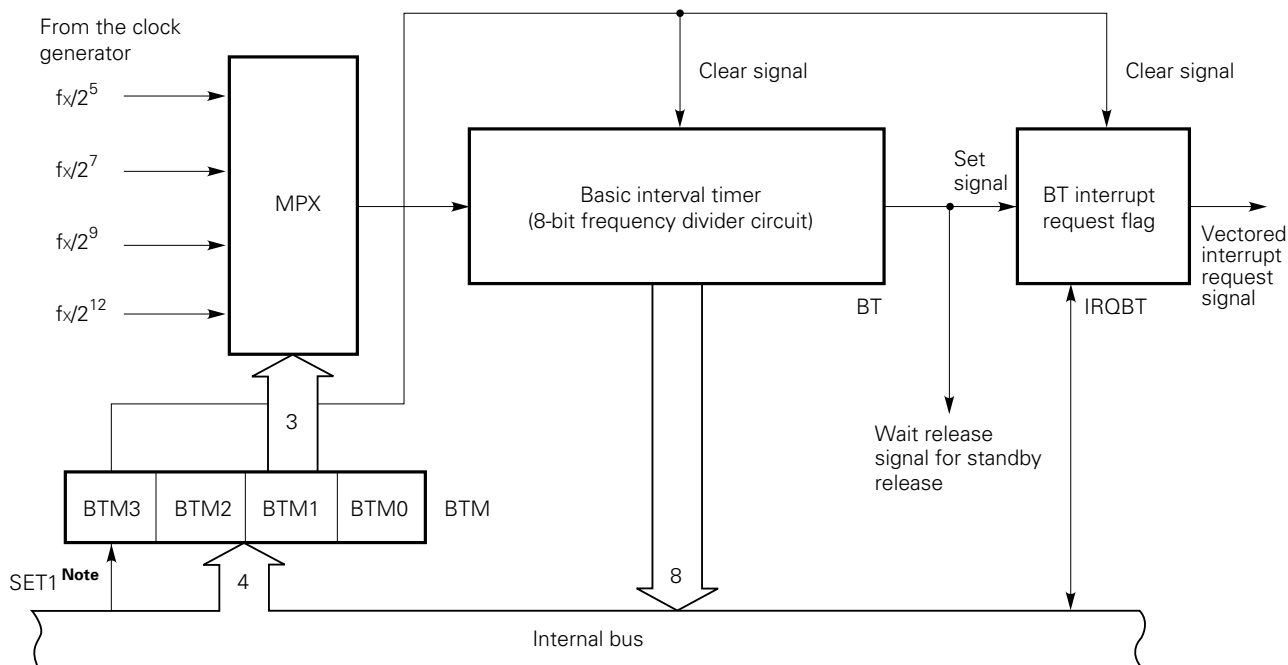 From the clock
generator
fx/2^5
fx/2^7
fx/2^9
fx/2^12
MPX
Clear signal
Clear signal
Basic interval timer
(8-bit frequency divider circuit)
BT
Set
signal
BT interrupt
request flag
IRQBT
Vectored
interrupt
request
signal
Wait release
signal for standby
release
3
BTM3 BTM2 BTM1 BTM0 BTM
SET1 Note
4
8
Internal bus